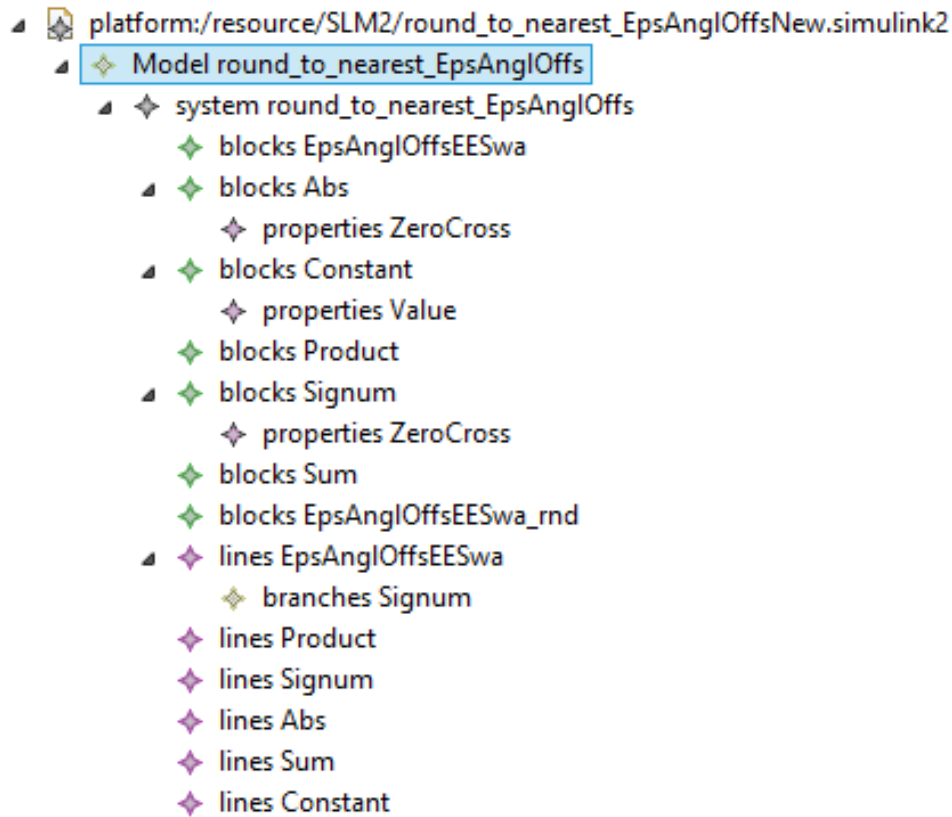 platform:/resource/SLM2/round_to_nearest_EpsAnglOffsNew.simulink2
Model round_to_nearest_EpsAnglOffs
system round_to_nearest_EpsAnglOffs
blocks EpsAnglOffsEESwa
blocks Abs
properties ZeroCross
blocks Constant
properties Value
blocks Product
blocks Signum
properties ZeroCross
blocks Sum
blocks EpsAnglOffsEESwa_rnd
lines EpsAnglOffsEESwa
branches Signum
lines Product
lines Signum
lines Abs
lines Sum
lines Constant